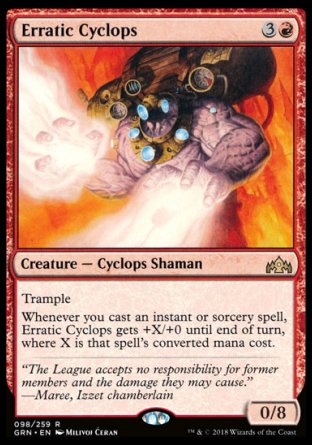 Erratic Cyclops 3
Creature — Cyclops Shaman
Trample
Whenever you cast an instant or sorcery spell,
Erratic Cyclops gets +X/+0 until end of turn,
where X is that spell's converted mana cost.
"The League accepts no responsibility for
former members and the damage they may cause."
—Maree, Izzet chamberlain
0/8
098/259 R
GRN • EN Milivoj Ćeran
™ & © 2018 Wizards of the Coast